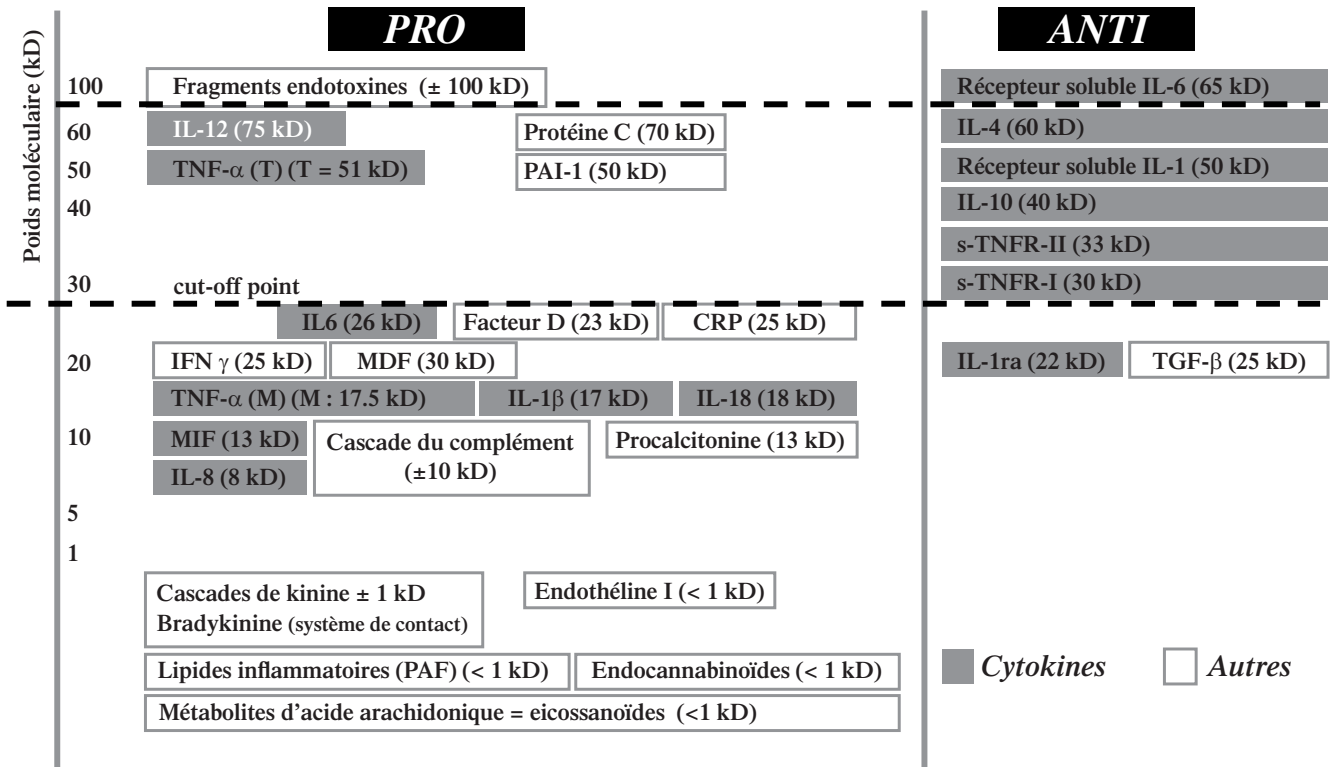 PRO
ANTI
Poids moléculaire (kD)
100
Fragments endotoxines (± 100 kD)
Récepteur soluble IL-6 (65 kD)
60
IL-12 (75 kD)
Protéine C (70 kD)
IL-4 (60 kD)
50
TNF-α (T) (T = 51 kD)
PAI-1 (50 kD)
Récepteur soluble IL-1 (50 kD)
40
IL-10 (40 kD)
s-TNFR-II (33 kD)
30
cut-off point
s-TNFR-I (30 kD)
IL6 (26 kD)
Facteur D (23 kD)
CRP (25 kD)
20
IFN γ (25 kD)
MDF (30 kD)
IL-1ra (22 kD)
TGF-β (25 kD)
TNF-α (M) (M : 17.5 kD)
IL-1β (17 kD)
IL-18 (18 kD)
10
MIF (13 kD)
Cascade du complément
(±10 kD)
Procalcitonine (13 kD)
IL-8 (8 kD)
5
1
Cascades de kinine ± 1 kD
Bradykinine (système de contact)
Endothéline I (< 1 kD)
Lipides inflammatoires (PAF) (< 1 kD)
Endocannabinoïdes (< 1 kD)
Métabolites d'acide arachidonique = eicossanoïdes (<1 kD)
Cytokines
Autres